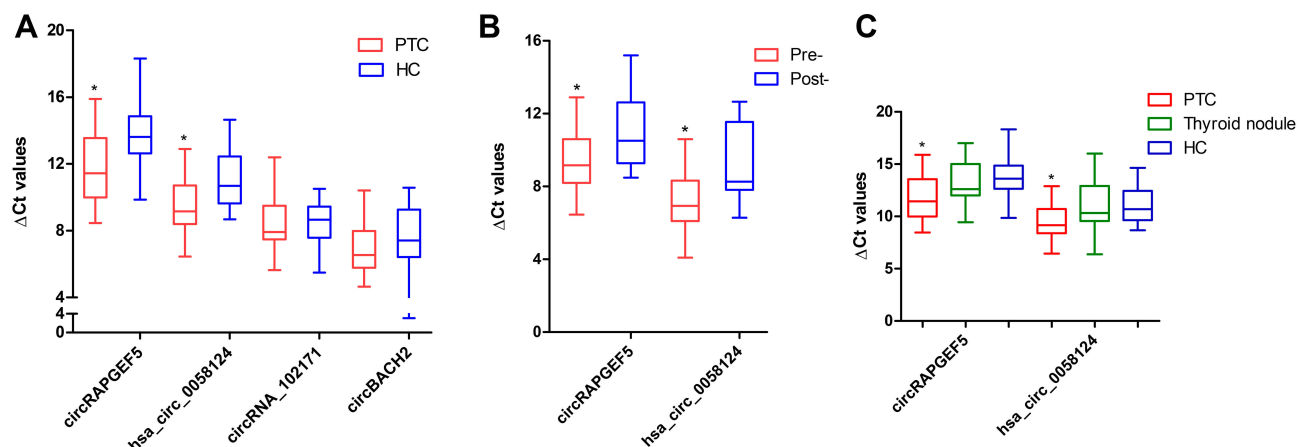 A
PTC
HC
ΔCt values
20
16
12
8
4
4
0
*
*
circRAPGEF5
hsa_circ_0058124
circRNA_102171
circBACH2
B
Pre-
Post-
ΔCt values
16
12
8
4
0
*
*
circRAPGEF5
hsa_circ_0058124
C
PTC
Thyroid nodule
HC
ΔCt values
20
15
10
5
0
*
*
circRAPGEF5
hsa_circ_0058124